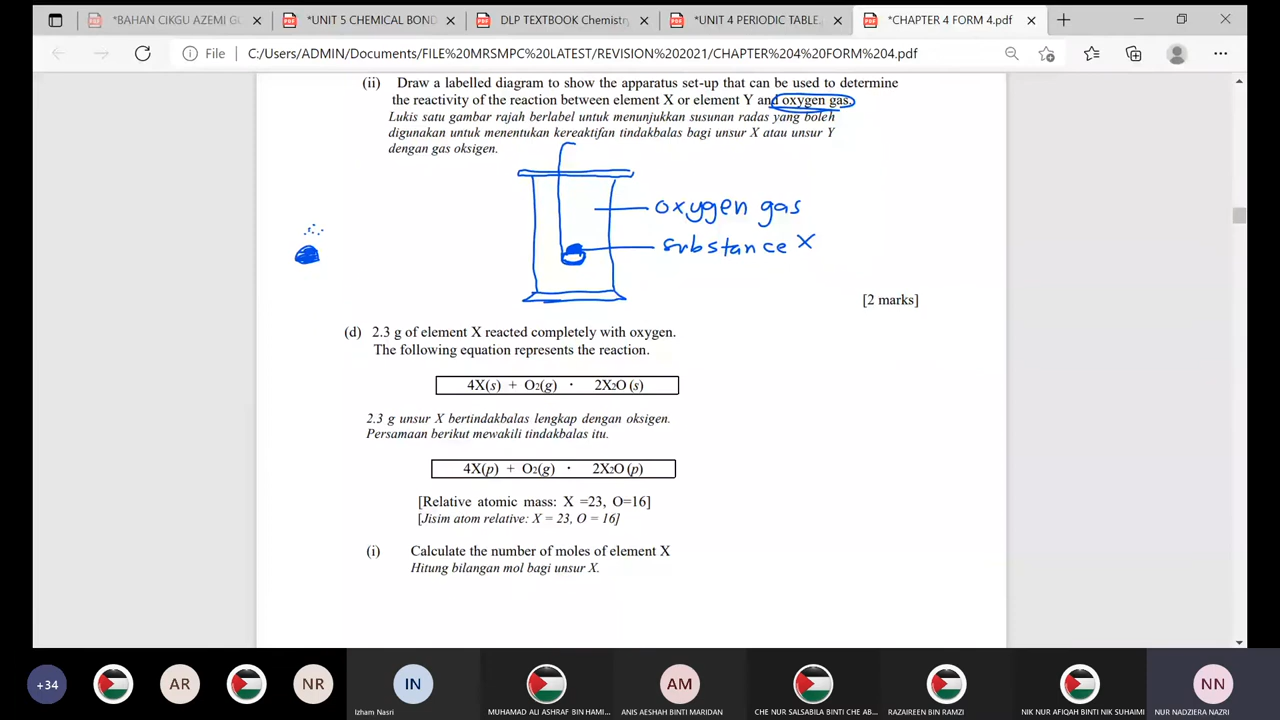 *BAHAN CIKGU AZEMI GU
*UNIT 5 CHEMICAL BOND
DLP TEXTBOOK Chemistry
*UNIT 4 PERIODIC TABLE.
*CHAPTER 4 FORM 4.pdf
File
C:/Users/ADMIN/Documents/FILE%20MRSMPC%20LATEST/REVISION%202021/CHAPTER%204%20FORM%204.pdf
(ii) Draw a labelled diagram to show the apparatus set-up that can be used to determine
the reactivity of the reaction between element X or element Y and oxygen gas.
Lukis satu gambar rajah berlabel untuk menunjukkan susunan radas yang boleh
digunakan untuk menentukan kereaktifan tindakbalas bagi unsur X atau unsur Y
dengan gas oksigen.
oxygen gas
substance X
[2 marks]
(d) 2.3 g of element X reacted completely with oxygen.
The following equation represents the reaction.
4X(s) + O2(g) · 2X2O (s)
2.3 g unsur X bertindakbalas lengkap dengan oksigen.
Persamaan berikut mewakili tindakbalas itu.
4X(p) + O2(g) · 2X2O (p)
[Relative atomic mass: X =23, O=16]
[Jisim atom relative: X = 23, O = 16]
(i) Calculate the number of moles of element X
Hitung bilangan mol bagi unsur X.
+34
AR
NR
IN
AM
NN
Izham Nasri
MUHAMAD ALI ASHRAF BIN HAMI...
ANIS AESHAH BINTI MARIDAN
CHE NUR SALSABILA BINTI CHE AB...
RAZAIREEN BIN RAMZI
NIK NUR AFIQAH BINTI NIK SUHAIMI
NUR NADZIERA NAZRI